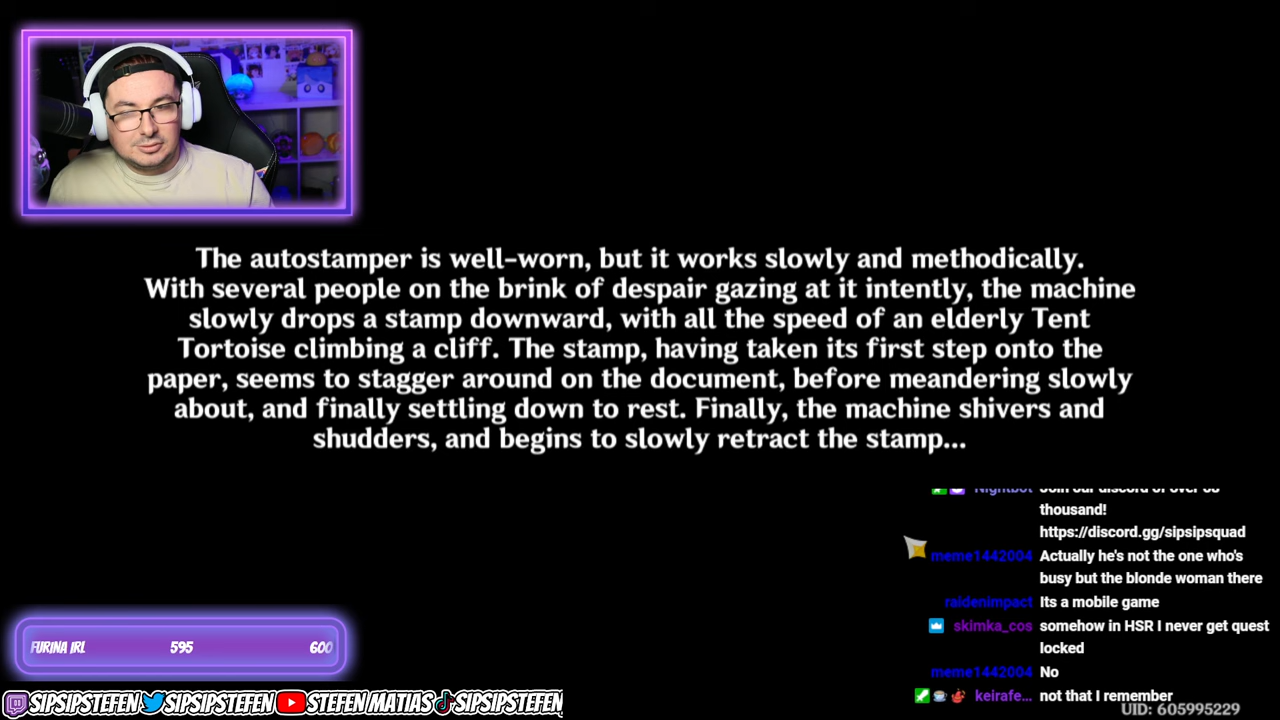 The autostamper is well-worn, but it works slowly and methodically.
With several people on the brink of despair gazing at it intently, the machine
slowly drops a stamp downward, with all the speed of an elderly Tent
Tortoise climbing a cliff. The stamp, having taken its first step onto the
paper, seems to stagger around on the document, before meandering slowly
about, and finally settling down to rest. Finally, the machine shivers and
shudders, and begins to slowly retract the stamp...
Nightbot Join our discord of over
thousand!
https://discord.gg/sipsipsquad
meme1442004 Actually he's not the one who's
busy but the blonde woman there
raidenimpact Its a mobile game
skimka_cos somehow in HSR I never get quest
locked
meme1442004 No
keirafe... not that I remember
FURINA IRL 595 600
SIPSIPSTEFEN SIPSIPSTEFEN STEFEN MATIAS SIPSIPSTEFEN
UID: 605995229